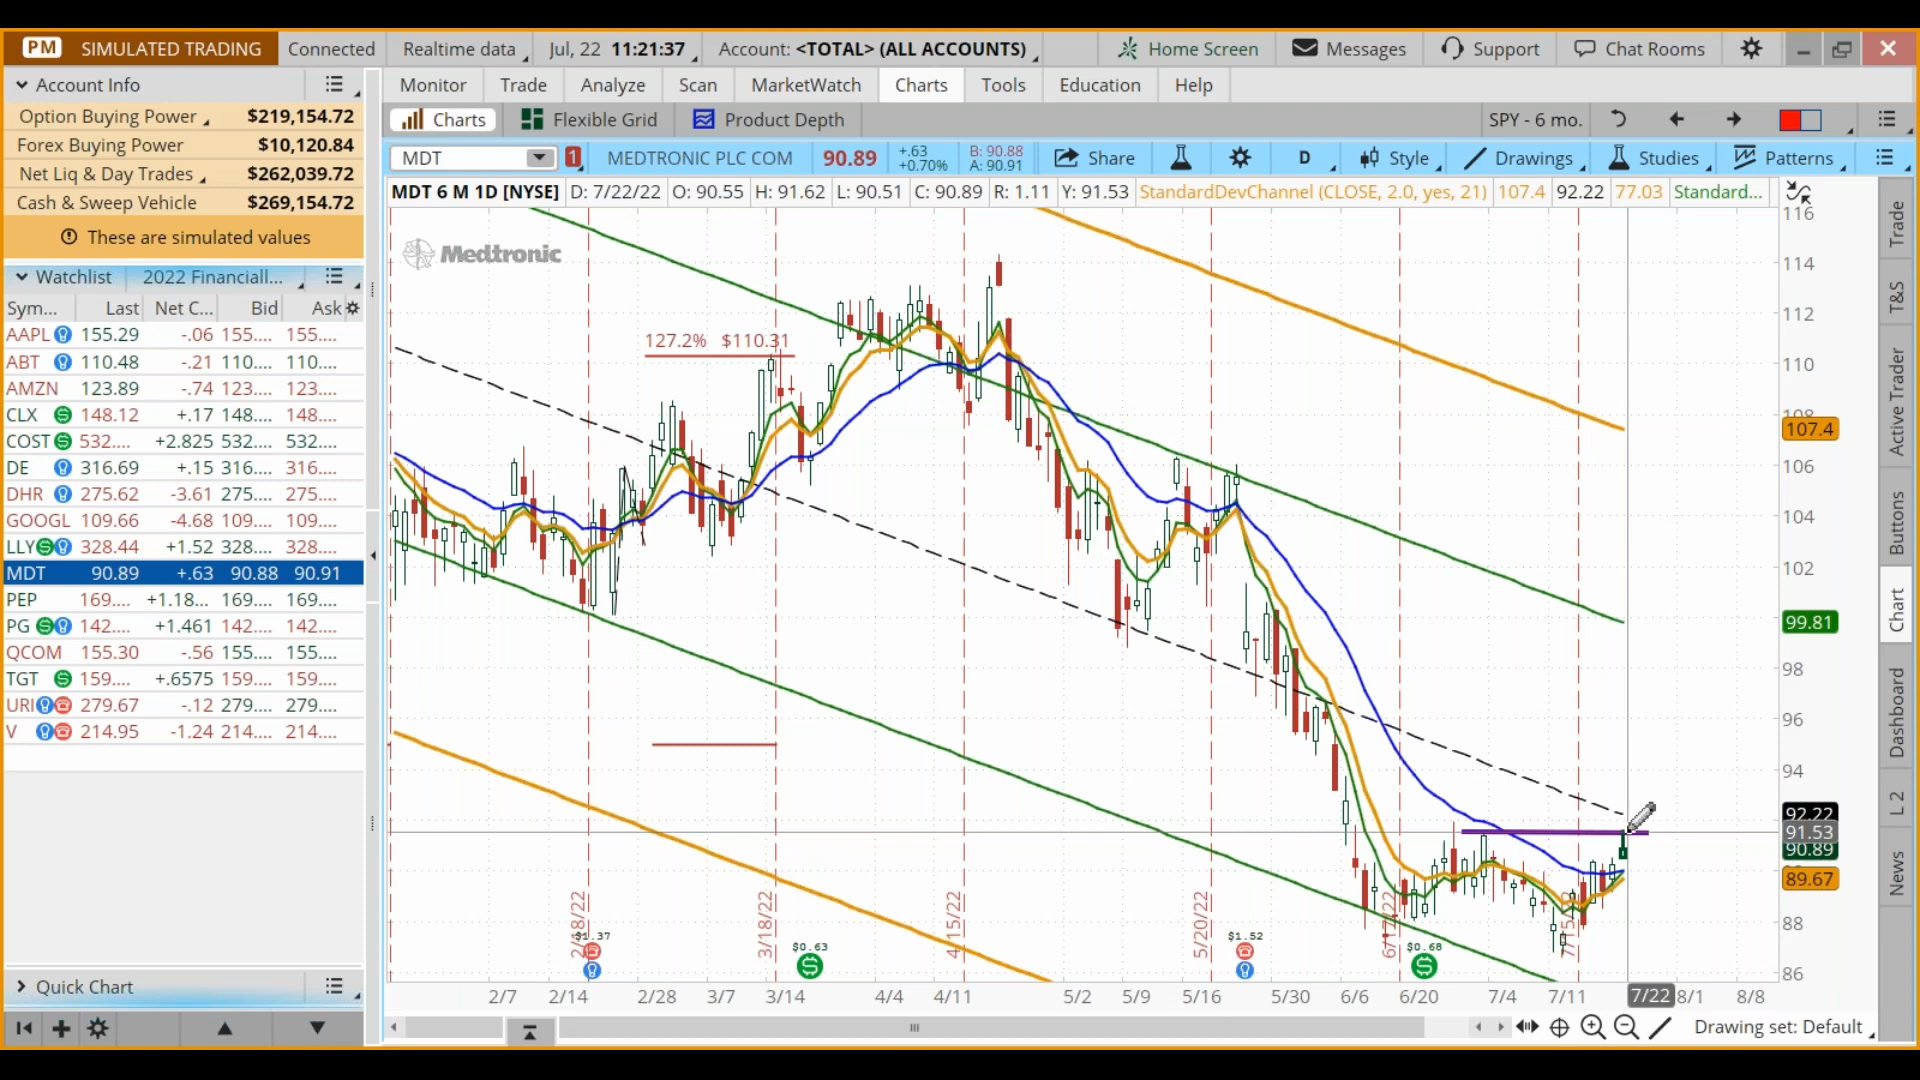 PM SIMULATED TRADING Connected Realtime data Jul, 22 11:21:37 Account: <TOTAL> (ALL ACCOUNTS) Home Screen Messages Support Chat Rooms
Account Info
Option Buying Power $219,154.72
Forex Buying Power $10,120.84
Net Liq & Day Trades $262,039.72
Cash & Sweep Vehicle $269,154.72
These are simulated values
Watchlist 2022 Financiall...
Sym... Last Net C... Bid Ask
AAPL 155.29 -.06 155.... 155....
ABT 110.48 -.21 110.... 110....
AMZN 123.89 -.74 123.... 123....
CLX 148.12 +.17 148.... 148....
COST 532.... +2.825 532.... 532....
DE 316.69 +.15 316.... 316....
DHR 275.62 -3.61 275.... 275....
GOOGL 109.66 -4.68 109.... 109....
LLY 328.44 +1.52 328.... 328....
MDT 90.89 +.63 90.88 90.91
PEP 169.... +1.18... 169.... 169....
PG 142.... +1.461 142.... 142....
QCOM 155.30 -.56 155.... 155....
TGT 159.... +.6575 159.... 159....
URI 279.67 -.12 279.... 279....
V 214.95 -1.24 214.... 214....
Quick Chart
Monitor Trade Analyze Scan MarketWatch Charts Tools Education Help
Charts Flexible Grid Product Depth SPY - 6 mo.
MDT 1 MEDTRONIC PLC COM 90.89 +.63 +0.70% B: 90.88 A: 90.91 Share D Style Drawings Studies Patterns
MDT 6 M 1D [NYSE] D: 7/22/22 O: 90.55 H: 91.62 L: 90.51 C: 90.89 R: 1.11 Y: 91.53 StandardDevChannel (CLOSE, 2.0, yes, 21) 107.4 92.22 77.03 Standard...
Medtronic
127.2% $110.31
116
114
112
110
108
107.4
106
104
102
99.81
98
96
94
92.22
91.53
90.89
89.67
88
86
2/18/22
3/18/22
4/15/22
5/20/22
6/17/22
7/15/22
$1.37
$0.63
$1.52
$0.68
2/7 2/14 2/28 3/7 3/14 4/4 4/11 5/2 5/9 5/16 5/30 6/6 6/20 7/4 7/11 7/22 8/1 8/8
Drawing set: Default
Trade
T&S
Active Trader
Buttons
Chart
Dashboard
L 2
News